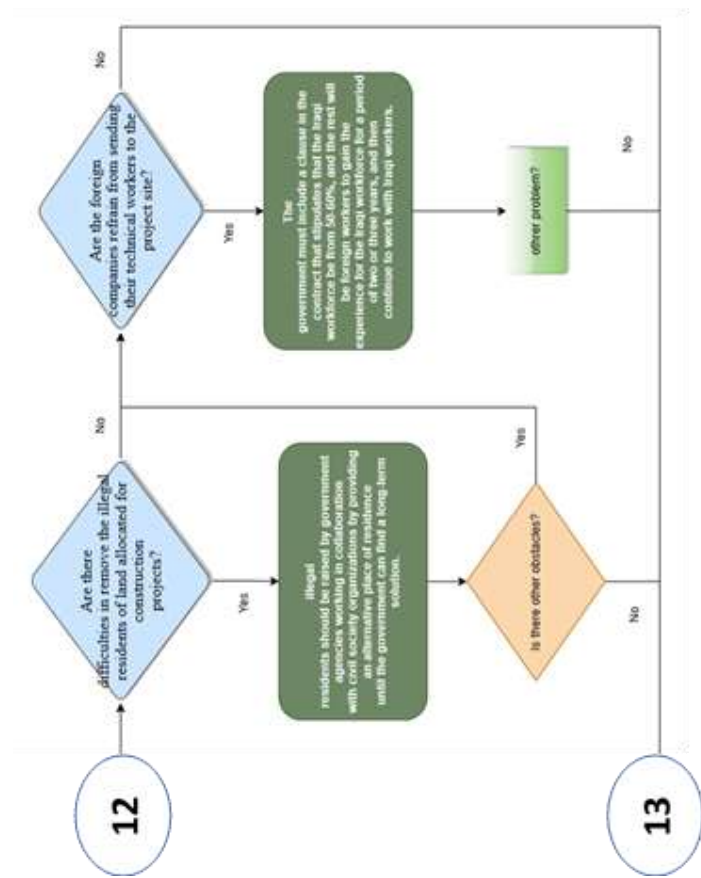 12
Are there
difficulties in remove the illegal
residents of land allocated for
construction
projects?
No
Yes
illegal
residents should be raised by government
agencies working in collaboration
with civil society organizations by providing
an alternative place of residence
until the government can find a long-term
solution.
Is there other obstacles?
Yes
No
Are the foreign
companies refrain from sending
their technical workers to the
project site?
No
Yes
The
government must include a clause in the
contract that stipulates that the Iraqi
workforce be from 50-60%, and the rest will
be foreign workers to gain the
experience for the Iraqi workforce for a period
of two or three years, and then
continue to work with Iraqi workers.
othrer problem?
No
13